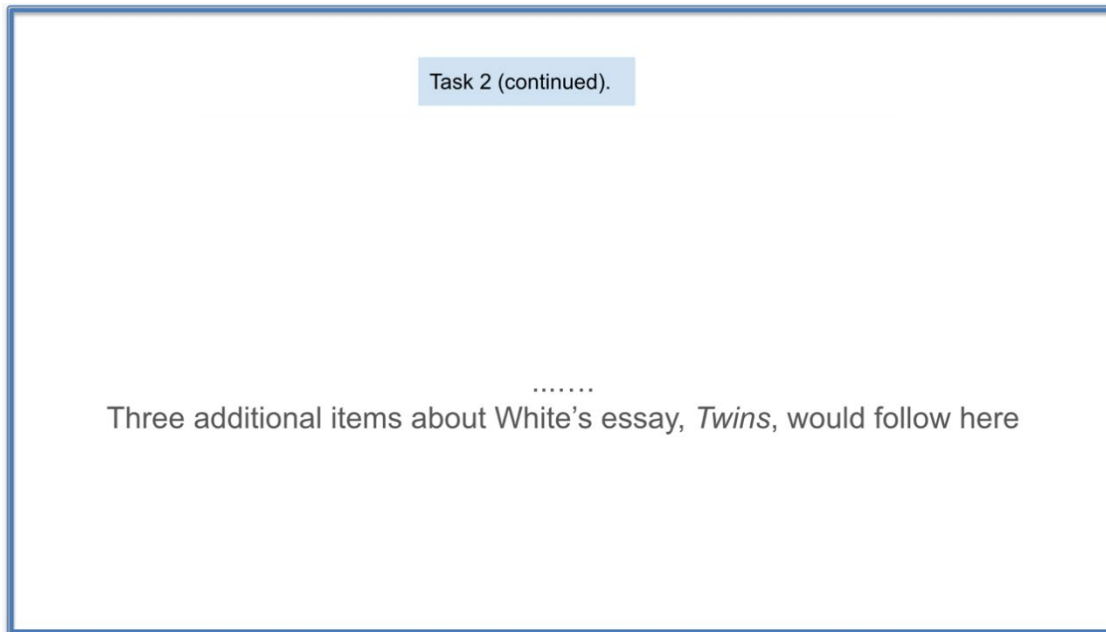 Task 2 (continued).
.......
Three additional items about White’s essay, Twins, would follow here